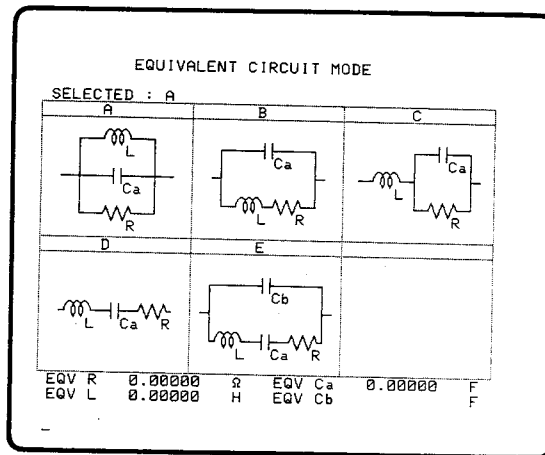 EQUIVALENT CIRCUIT MODE
SELECTED : A
A B C
L
Ca
R
Ca
L R
L
Ca
R
D E
L Ca R
Cb
L Ca R
EQV R 0.00000 Ω EQV Ca 0.00000 F
EQV L 0.00000 H EQV Cb F